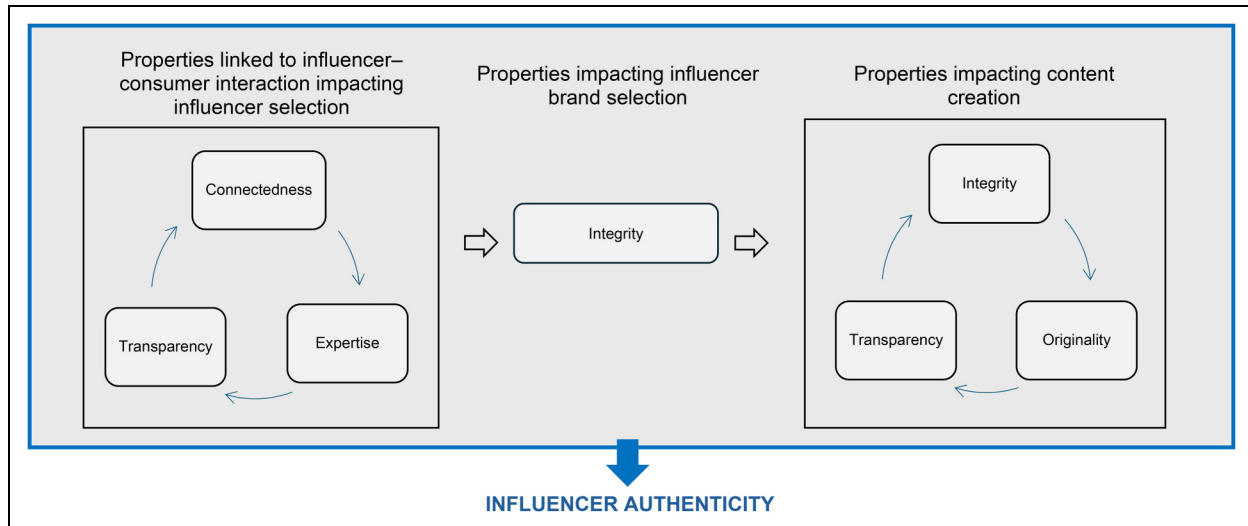 Properties linked to influencer–
consumer interaction impacting
influencer selection
Connectedness
Transparency
Expertise
Properties impacting influencer
brand selection
Integrity
Properties impacting content
creation
Integrity
Transparency
Originality
INFLUENCER AUTHENTICITY